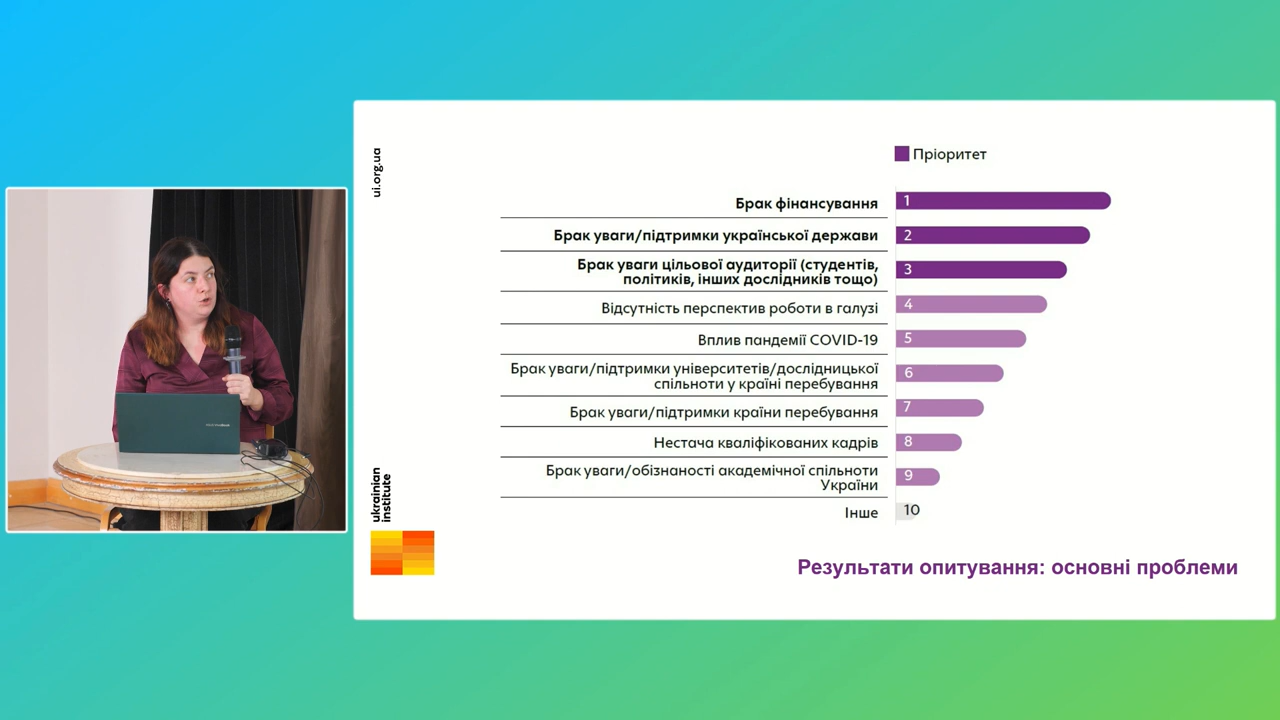 ui.org.ua
Пріоритет
Брак фінансування
1
Брак уваги/підтримки української держави
2
Брак уваги цільової аудиторії (студентів,
політиків, інших дослідників тощо)
3
Відсутність перспектив роботи в галузі
4
Вплив пандемії COVID-19
5
Брак уваги/підтримки університетів/дослідницької
спільноти у країні перебування
6
Брак уваги/підтримки країни перебування
7
Нестача кваліфікованих кадрів
8
Брак уваги/обізнаності академічної спільноти
України
9
Інше
10
ukrainian
institute
Результати опитування: основні проблеми